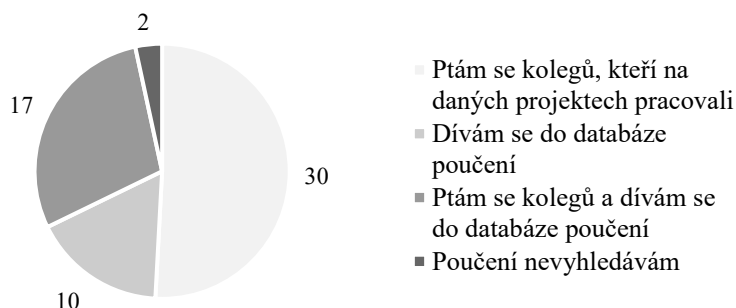 2
17
30
10
Ptám se kolegů, kteří na
daných projektech pracovali
Dívám se do databáze
poučení
Ptám se kolegů a dívám se
do databáze poučení
Poučení nevyhledávám